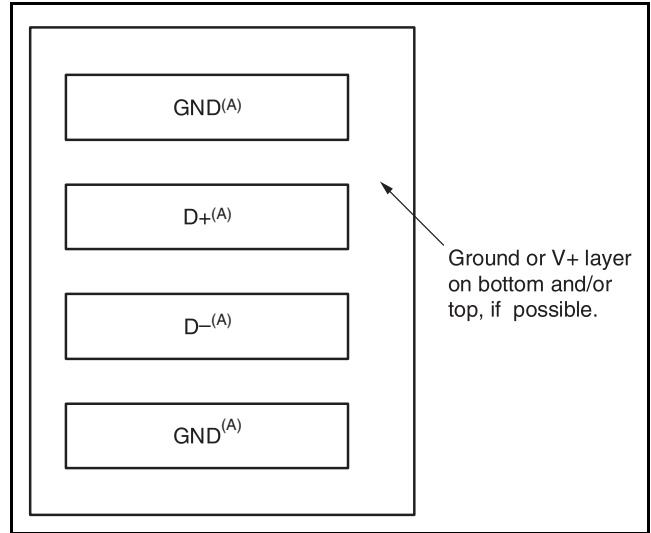 GND(A)
D+(A)
D–(A)
GND(A)
Ground or V+ layer
on bottom and/or
top, if possible.